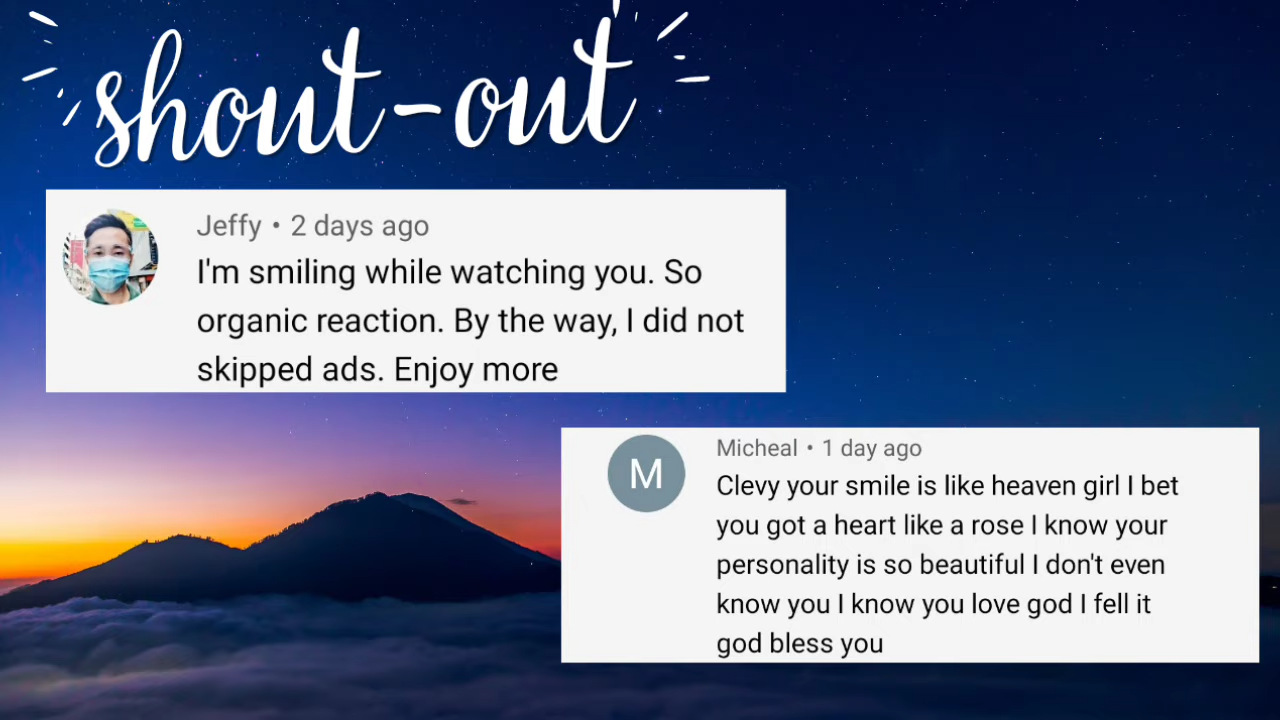 shout-out
Jeffy • 2 days ago
I'm smiling while watching you. So
organic reaction. By the way, I did not
skipped ads. Enjoy more
M
Micheal • 1 day ago
Clevy your smile is like heaven girl I bet
you got a heart like a rose I know your
personality is so beautiful I don't even
know you I know you love god I fell it
god bless you